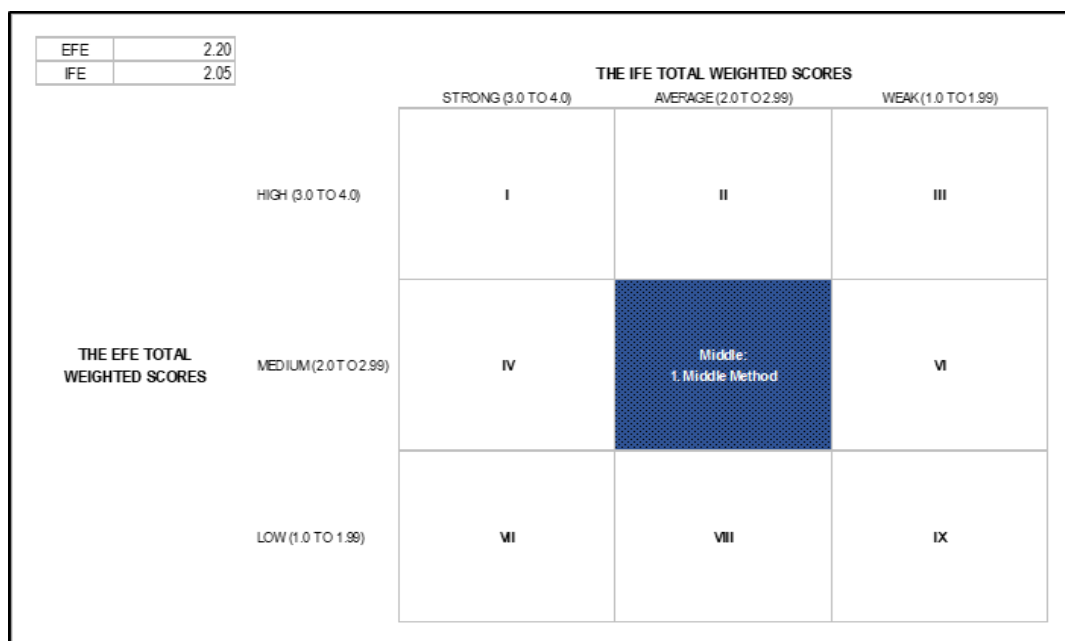 EFE 2.20
IFE 2.05
THE IFE TOTAL WEIGHTED SCORES
STRONG (3.0 TO 4.0) AVERAGE (2.0 TO 2.99) WEAK (1.0 TO 1.99)
HIGH (3.0 TO 4.0) I II III
THE EFE TOTAL
WEIGHTED SCORES
MEDIUM (2.0 TO 2.99) IV
Middle:
1. Middle Method
VI
LOW (1.0 TO 1.99) VII VIII IX